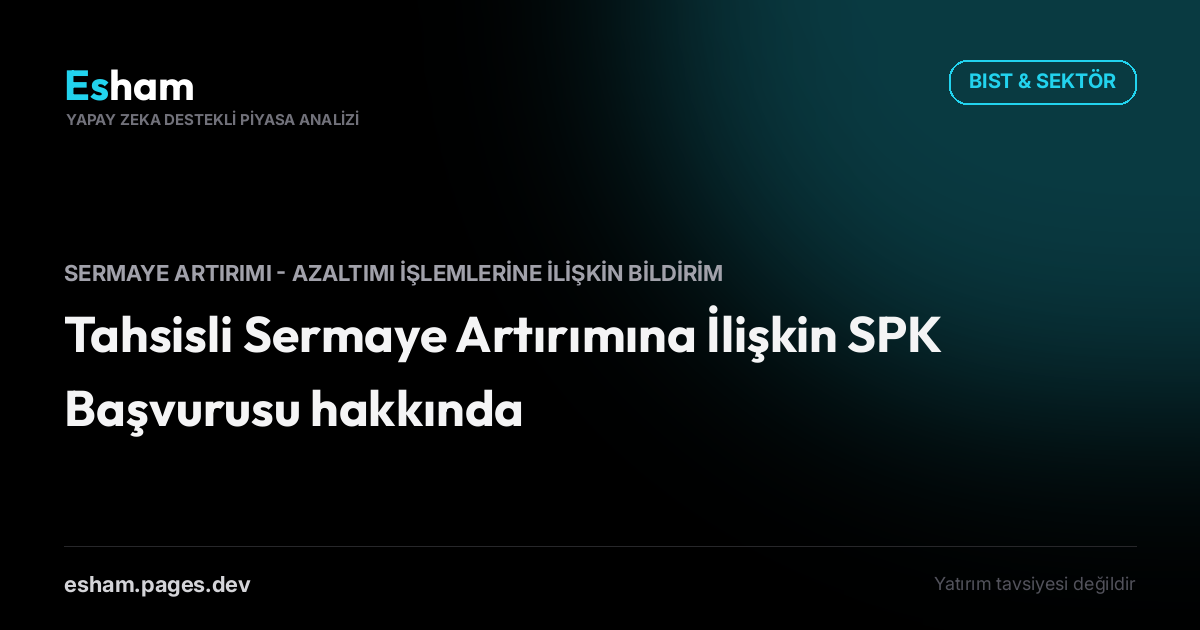 Esham
YAPAY ZEKA DESTEKLİ PİYASA ANALİZİ
BIST & SEKTÖR
SERMAYE ARTIRIMI - AZALTIMI İŞLEMLERİNE İLİŞKİN BİLDİRİM
Tahsisli Sermaye Artırımına İlişkin SPK
Başvurusu hakkında
esham.pages.dev
Yatırım tavsiyesi değildir